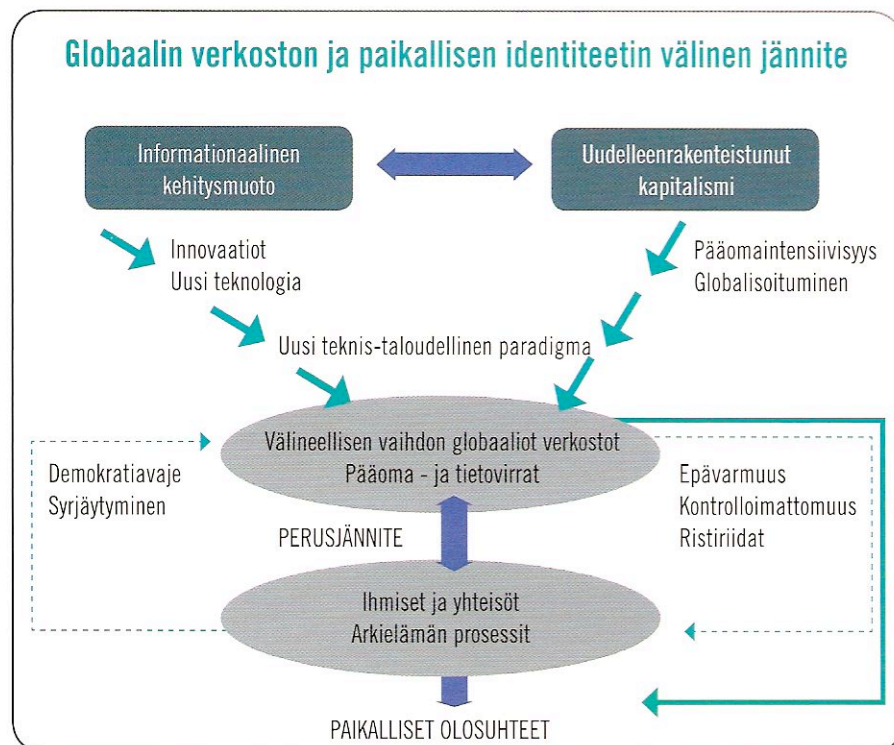 Globaalin verkoston ja paikallisen identiteetin välinen jännite
Informationaalinen
kehitysmuoto
Uudelleenrakenteistunut
kapitalismi
Innovaatiot
Uusi teknologia
Pääomaintensiivisyys
Globalisoituminen
Uusi teknis-taloudellinen paradigma
Välineellisen vaihdon globaaliot verkostot
Pääoma - ja tietovirrat
Demokratiavaje
Syrjäytyminen
Epävarmuus
Kontrolloimattomuus
Ristiriidat
PERUSJÄNNITE
Ihmiset ja yhteisöt
Arkielämän prosessit
PAIKALLISET OLOSUHTEET